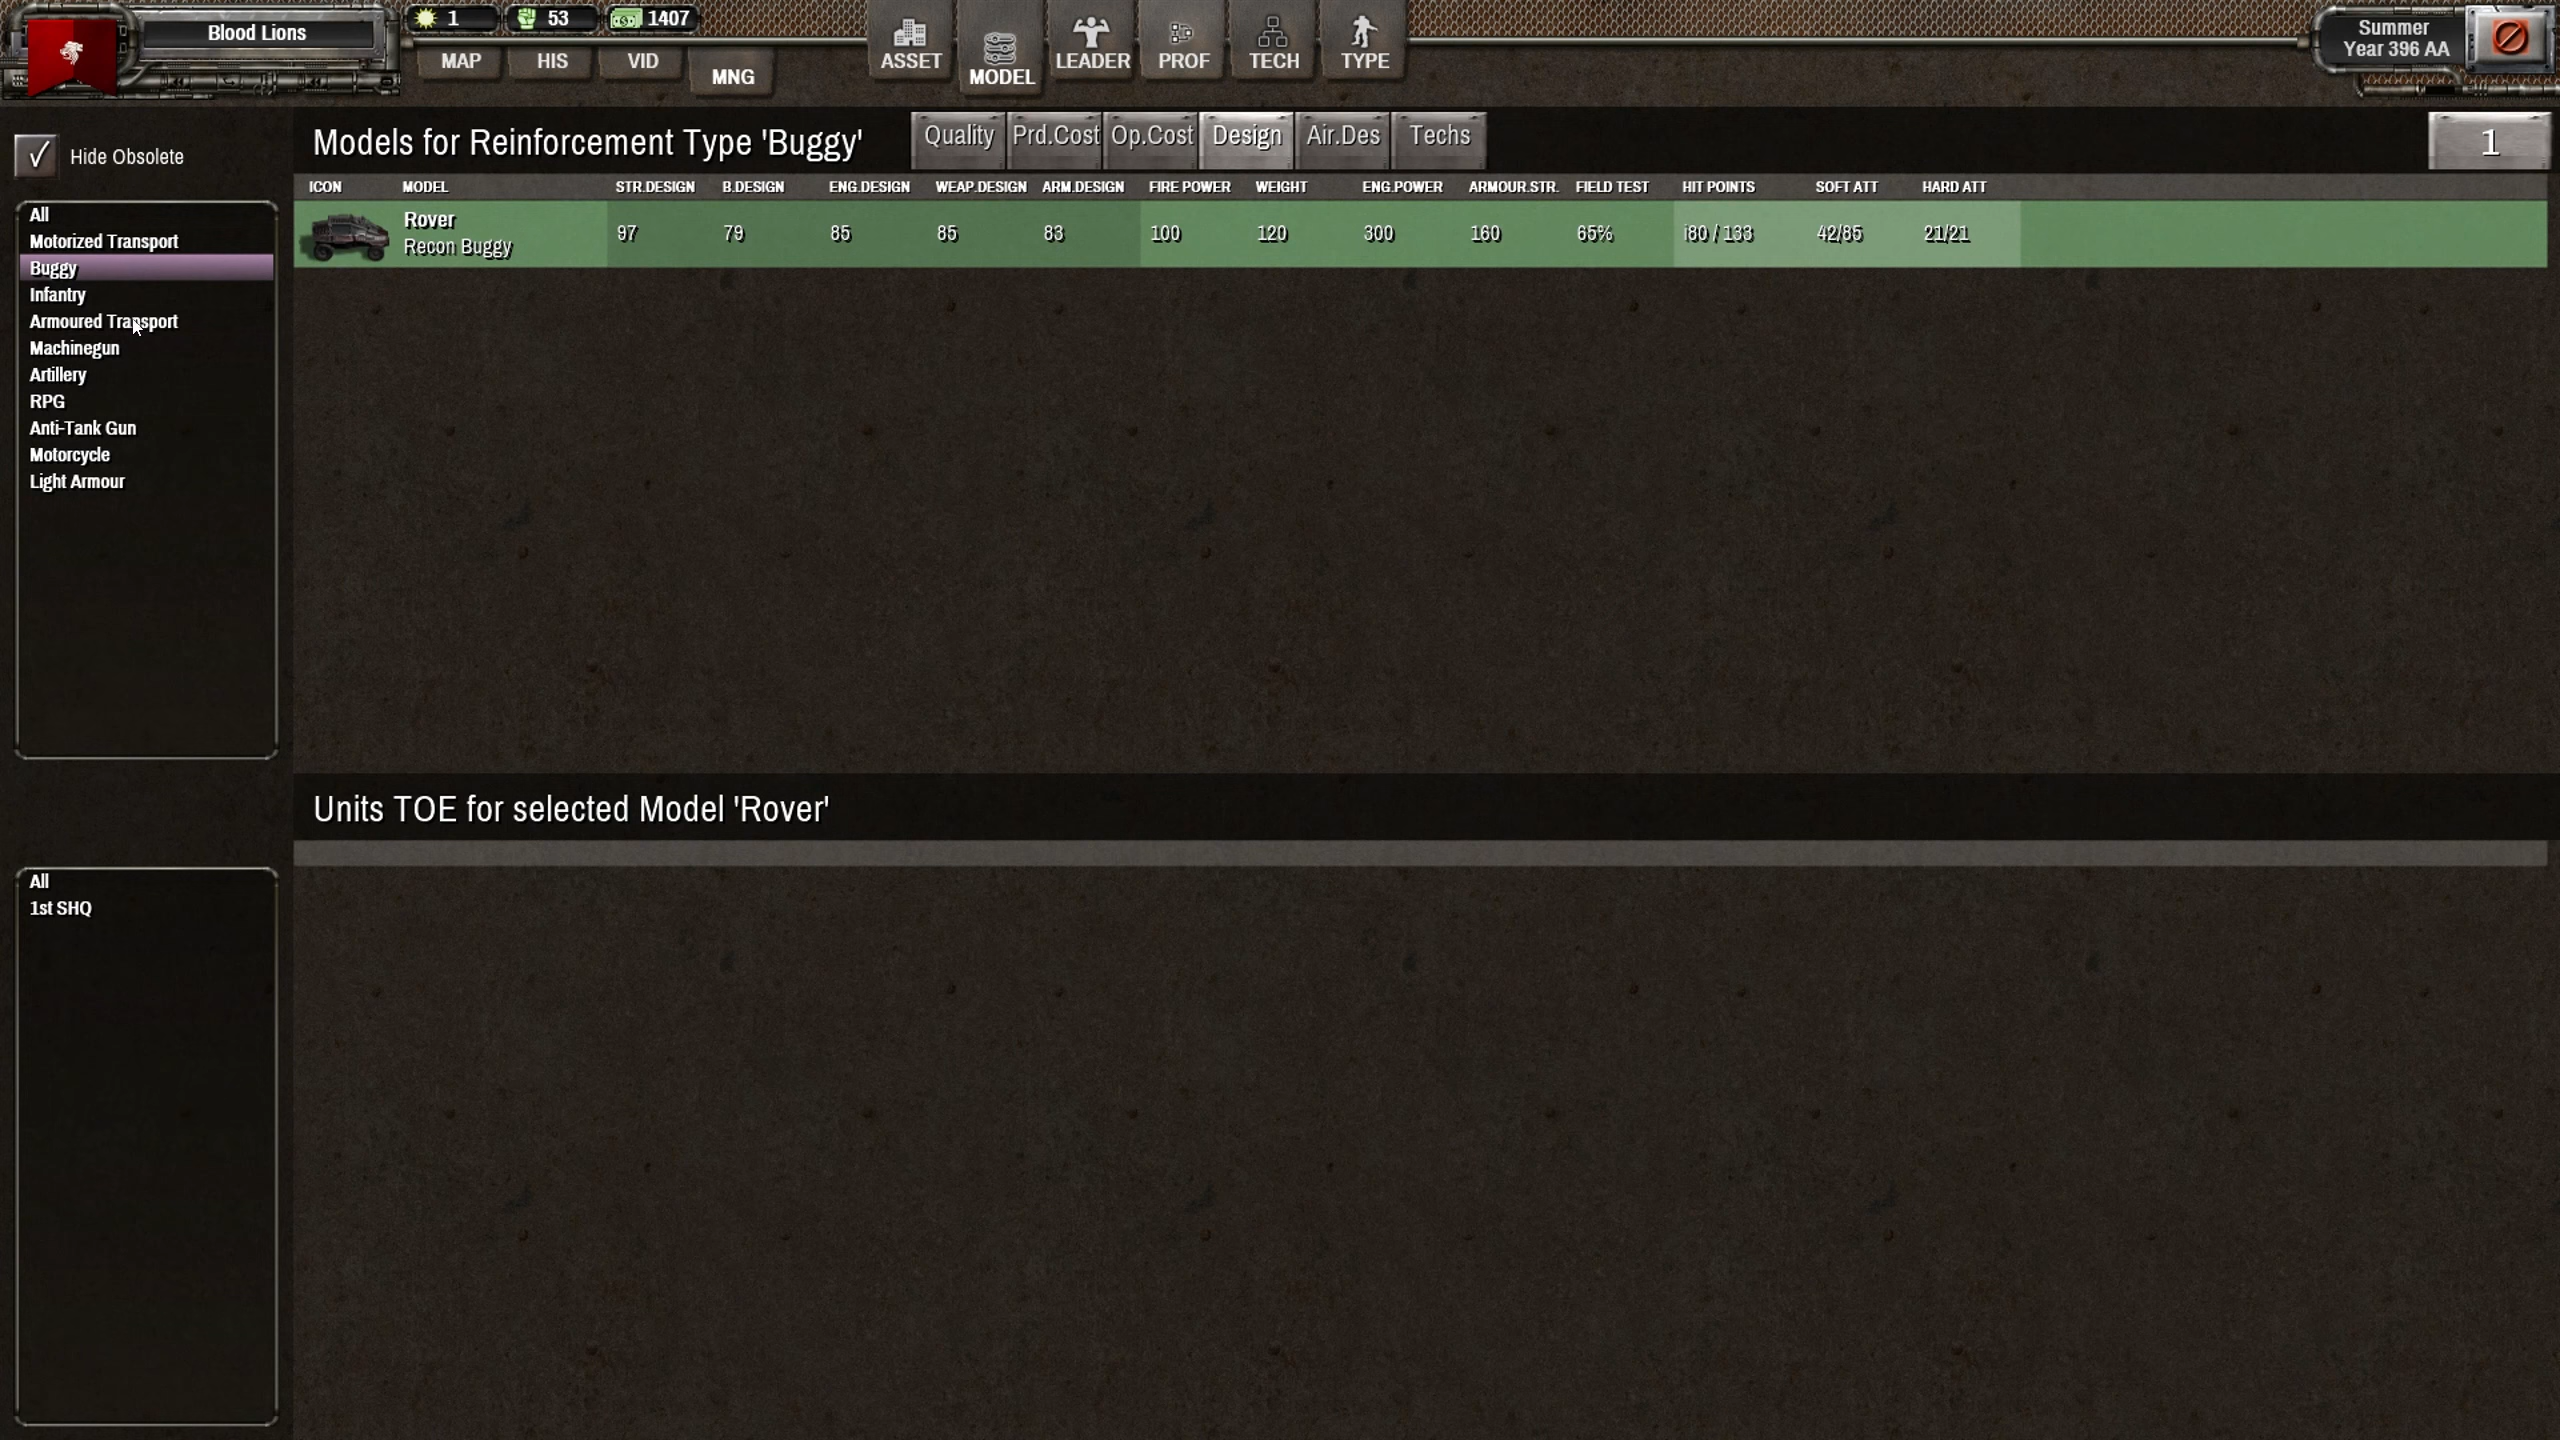 Blood Lions
1
53
1407
MAP
HIS
VID
MNG
ASSET
MODEL
LEADER
PROF
TECH
TYPE
Summer
Year 396 AA
Hide Obsolete
Models for Reinforcement Type 'Buggy'
Quality
Prd.Cost
Op.Cost
Design
Air.Des
Techs
1
ICON MODEL STR.DESIGN B.DESIGN ENG.DESIGN WEAP.DESIGN ARM.DESIGN FIRE POWER WEIGHT ENG.POWER ARMOUR.STR. FIELD TEST HIT POINTS SOFT ATT HARD ATT
Rover
Recon Buggy
97 79 85 85 83 100 120 300 160 65% i80 / 133 42/85 21/21
All
Motorized Transport
Buggy
Infantry
Armoured Transport
Machinegun
Artillery
RPG
Anti-Tank Gun
Motorcycle
Light Armour
Units TOE for selected Model 'Rover'
All
1st SHQ